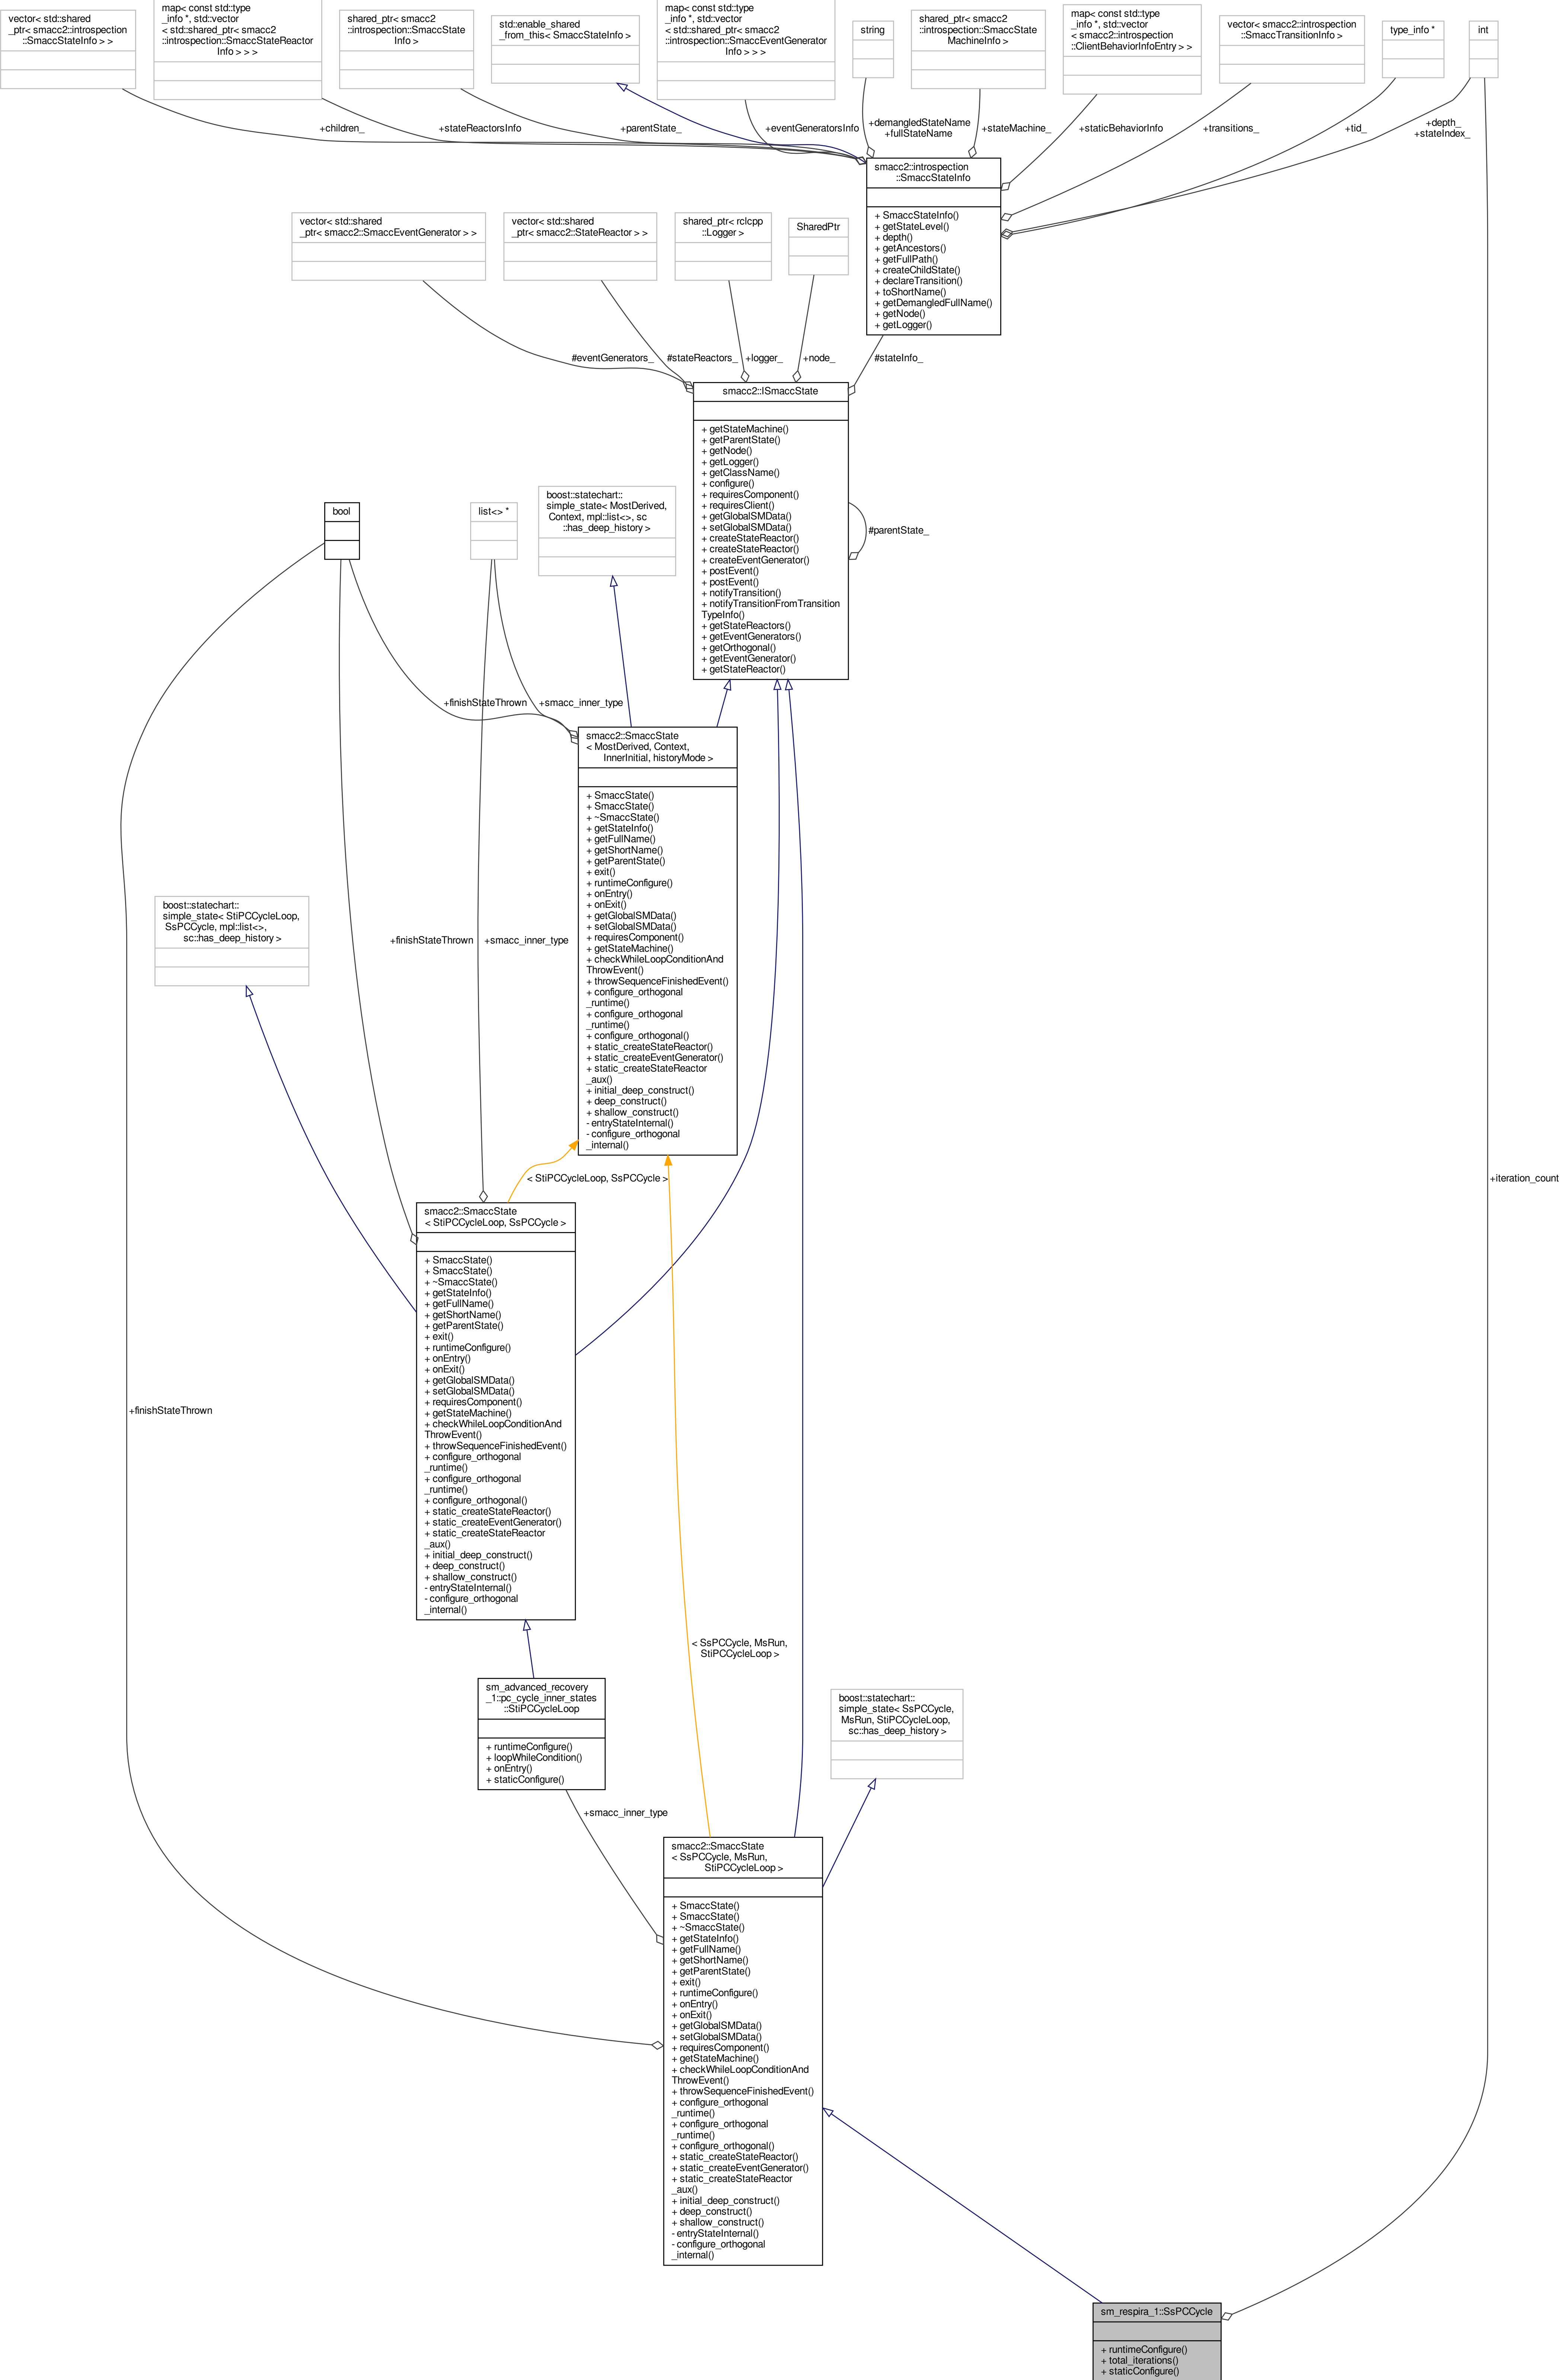 vector< std::shared
_ptr< smacc2::introspection
::SmaccStateInfo > >
map< const std::type
_info *, std::vector
< std::shared_ptr< smacc2
::introspection::SmaccStateReactor
Info > > >
shared_ptr< smacc2
::introspection::SmaccState
Info >
std::enable_shared
_from_this< SmaccStateInfo >
map< const std::type
_info *, std::vector
< std::shared_ptr< smacc2
::introspection::SmaccEventGenerator
Info > > >
string
shared_ptr< smacc2
::introspection::SmaccState
MachineInfo >
map< const std::type
_info *, std::vector
< smacc2::introspection
::ClientBehaviorInfoEntry > >
vector< smacc2::introspection
::SmaccTransitionInfo >
type_info *
int
+children_
+stateReactorsInfo
+parentState_
+eventGeneratorsInfo
+demangledStateName
+fullStateName
+stateMachine_
+staticBehaviorInfo
+transitions_
+tid_
+depth_
+stateIndex_
smacc2::introspection
::SmaccStateInfo
+ SmaccStateInfo()
+ getStateLevel()
+ depth()
+ getAncestors()
+ getFullPath()
+ createChildState()
+ declareTransition()
+ toShortName()
+ getDemangledFullName()
+ getNode()
+ getLogger()
vector< std::shared
_ptr< smacc2::SmaccEventGenerator > >
vector< std::shared
_ptr< smacc2::StateReactor > >
shared_ptr< rclcpp
::Logger >
SharedPtr
#eventGenerators_
#stateReactors_
+logger_
+node_
#stateInfo_
smacc2::ISmaccState
+ getStateMachine()
+ getParentState()
+ getNode()
+ getLogger()
+ getClassName()
+ configure()
+ requiresComponent()
+ requiresClient()
+ getGlobalSMData()
+ setGlobalSMData()
+ createStateReactor()
+ createStateReactor()
+ createEventGenerator()
+ postEvent()
+ postEvent()
+ notifyTransition()
+ notifyTransitionFromTransition
TypeInfo()
+ getStateReactors()
+ getEventGenerators()
+ getOrthogonal()
+ getEventGenerator()
+ getStateReactor()
#parentState_
bool
list<> *
boost::statechart::
simple_state< MostDerived,
Context, mpl::list<>, sc
::has_deep_history >
+finishStateThrown
+smacc_inner_type
smacc2::SmaccState
< MostDerived, Context,
InnerInitial, historyMode >
+ SmaccState()
+ SmaccState()
+ ~SmaccState()
+ getStateInfo()
+ getFullName()
+ getShortName()
+ getParentState()
+ exit()
+ runtimeConfigure()
+ onEntry()
+ onExit()
+ getGlobalSMData()
+ setGlobalSMData()
+ requiresComponent()
+ getStateMachine()
+ checkWhileLoopConditionAnd
ThrowEvent()
+ throwSequenceFinishedEvent()
+ configure_orthogonal
_runtime()
+ configure_orthogonal
_runtime()
+ configure_orthogonal()
+ static_createStateReactor()
+ static_createEventGenerator()
+ static_createStateReactor
_aux()
+ initial_deep_construct()
+ deep_construct()
+ shallow_construct()
- entryStateInternal()
- configure_orthogonal
_internal()
boost::statechart::
simple_state< StiPCCycleLoop,
SsPCCycle, mpl::list<>,
sc::has_deep_history >
+finishStateThrown
+smacc_inner_type
< StiPCCycleLoop, SsPCCycle >
+iteration_count
smacc2::SmaccState
< StiPCCycleLoop, SsPCCycle >
+ SmaccState()
+ SmaccState()
+ ~SmaccState()
+ getStateInfo()
+ getFullName()
+ getShortName()
+ getParentState()
+ exit()
+ runtimeConfigure()
+ onEntry()
+ onExit()
+ getGlobalSMData()
+ setGlobalSMData()
+ requiresComponent()
+ getStateMachine()
+ checkWhileLoopConditionAnd
ThrowEvent()
+ throwSequenceFinishedEvent()
+ configure_orthogonal
_runtime()
+ configure_orthogonal
_runtime()
+ configure_orthogonal()
+ static_createStateReactor()
+ static_createEventGenerator()
+ static_createStateReactor
_aux()
+ initial_deep_construct()
+ deep_construct()
+ shallow_construct()
- entryStateInternal()
- configure_orthogonal
_internal()
+finishStateThrown
< SsPCCycle, MsRun,
StiPCCycleLoop >
sm_advanced_recovery
_1::pc_cycle_inner_states
::StiPCCycleLoop
+ runtimeConfigure()
+ loopWhileCondition()
+ onEntry()
+ staticConfigure()
boost::statechart::
simple_state< SsPCCycle,
MsRun, StiPCCycleLoop,
sc::has_deep_history >
+smacc_inner_type
smacc2::SmaccState
< SsPCCycle, MsRun,
StiPCCycleLoop >
+ SmaccState()
+ SmaccState()
+ ~SmaccState()
+ getStateInfo()
+ getFullName()
+ getShortName()
+ getParentState()
+ exit()
+ runtimeConfigure()
+ onEntry()
+ onExit()
+ getGlobalSMData()
+ setGlobalSMData()
+ requiresComponent()
+ getStateMachine()
+ checkWhileLoopConditionAnd
ThrowEvent()
+ throwSequenceFinishedEvent()
+ configure_orthogonal
_runtime()
+ configure_orthogonal
_runtime()
+ configure_orthogonal()
+ static_createStateReactor()
+ static_createEventGenerator()
+ static_createStateReactor
_aux()
+ initial_deep_construct()
+ deep_construct()
+ shallow_construct()
- entryStateInternal()
- configure_orthogonal
_internal()
sm_respira_1::SsPCCycle
+ runtimeConfigure()
+ total_iterations()
+ staticConfigure()